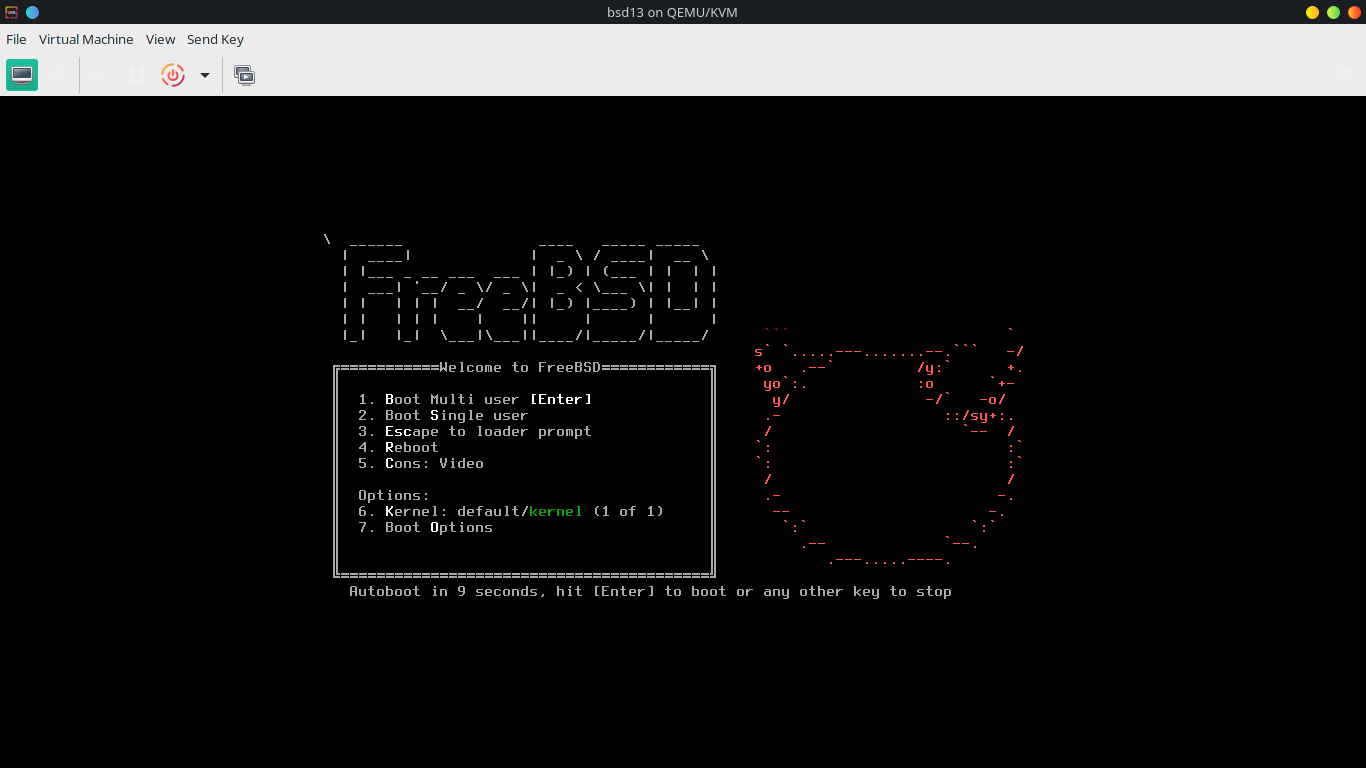 bsd13 on QEMU/KVM
File Virtual Machine View Send Key
FreeBSD
Welcome to FreeBSD
1. Boot Multi user [Enter]
2. Boot Single user
3. Escape to loader prompt
4. Reboot
5. Cons: Video
Options:
6. Kernel: default/kernel (1 of 1)
7. Boot Options
Autoboot in 9 seconds, hit [Enter] to boot or any other key to stop